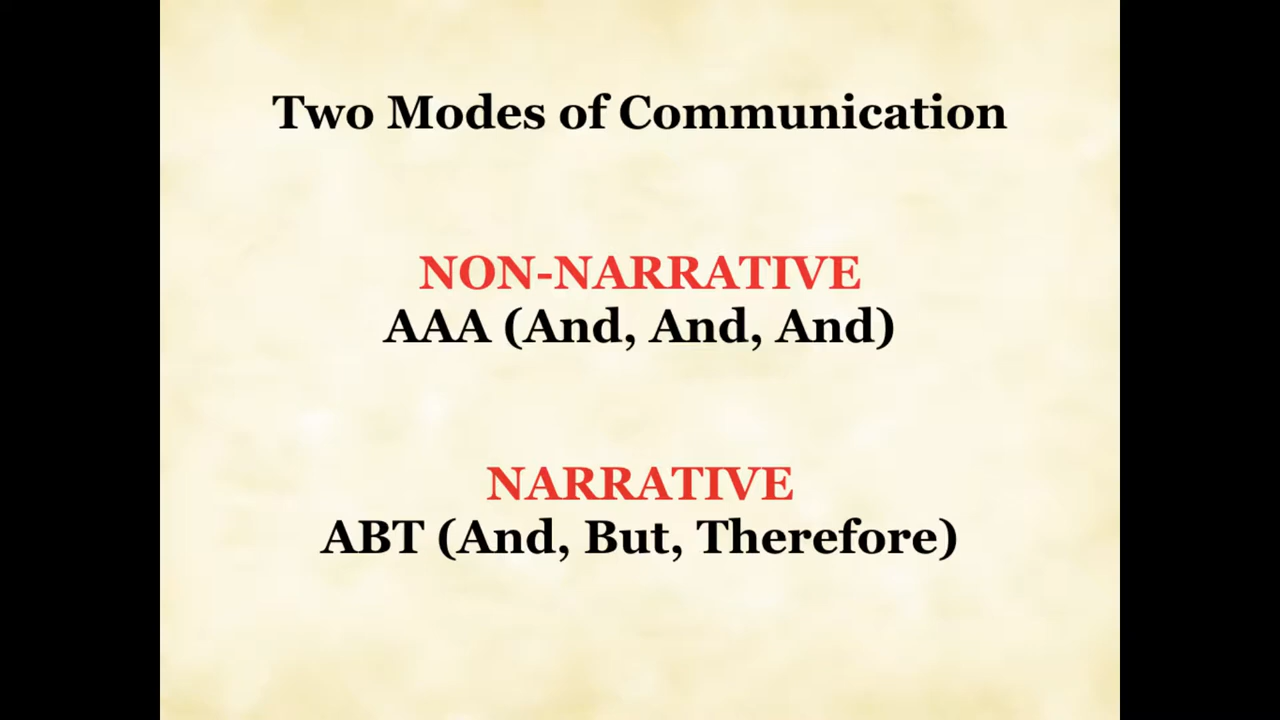 Two Modes of Communication
NON-NARRATIVE
AAA (And, And, And)
NARRATIVE
ABT (And, But, Therefore)